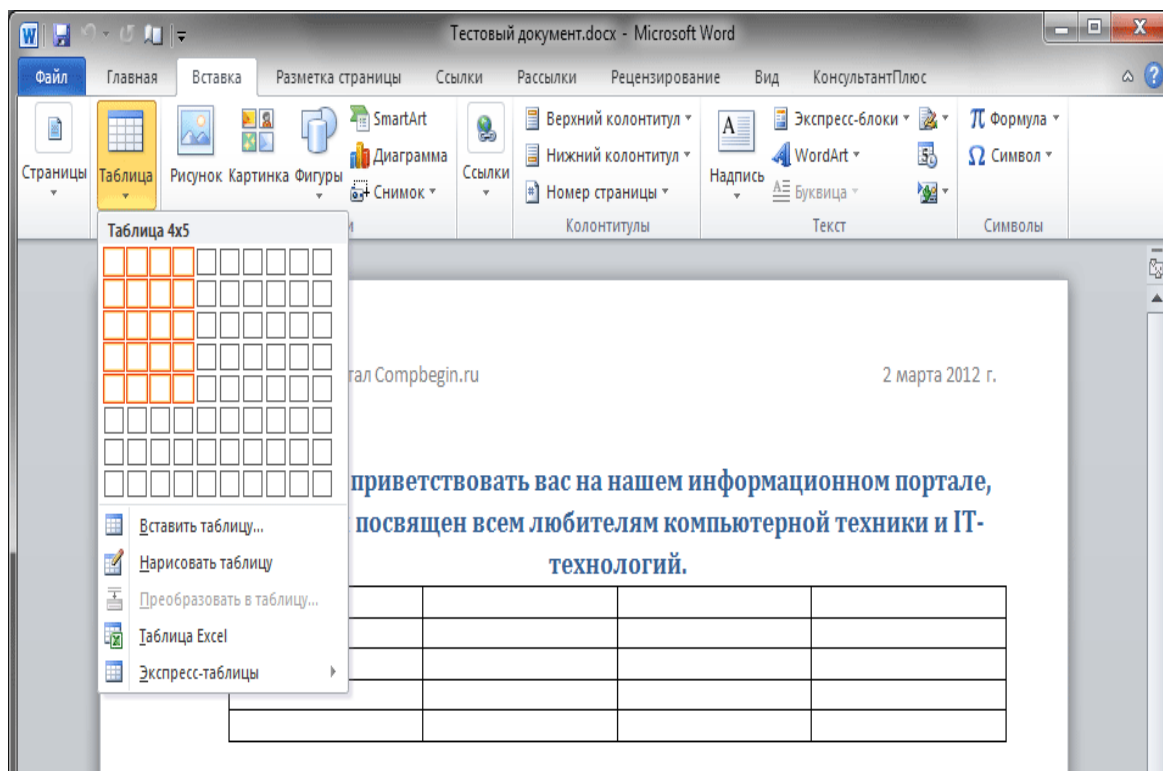 Тестовый документ.docx - Microsoft Word
Файл Главная Вставка Разметка страницы Ссылки Рассылки Рецензирование Вид КонсультантПлюс
Страницы
Таблица
Рисунок Картинка Фигуры
SmartArt
Диаграмма
Снимок
Ссылки
Верхний колонтитул
Нижний колонтитул
Номер страницы
Колонтитулы
Надпись
Экспресс-блоки
WordArt
Буквица
Текст
π Формула
Ω Символ
Символы
Таблица 4x5
Вставить таблицу...
Нарисовать таблицу
Преобразовать в таблицу...
Таблица Excel
Экспресс-таблицы
Compbegin.ru 2 марта 2012 г.
приветствовать вас на нашем информационном портале,
посвящен всем любителям компьютерной техники и IT-
технологий.